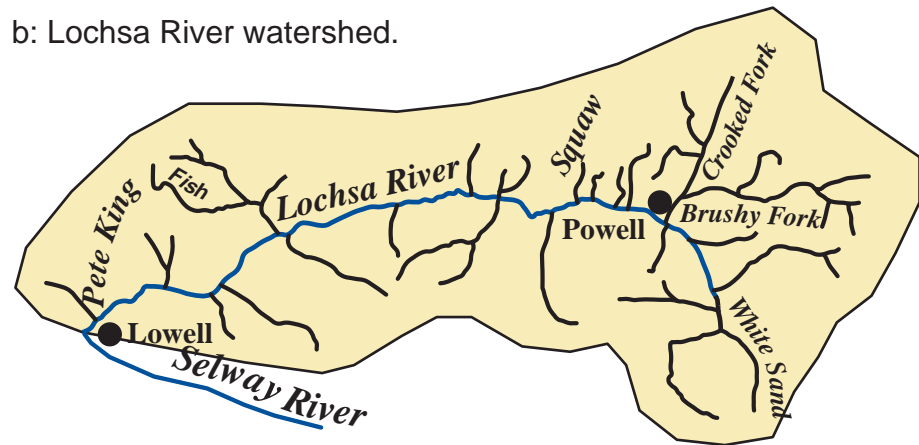 b: Lochsa River watershed.
Crooked Fork
Squaw
Fish
Lochsa River
Pete King
Powell
Brushy Fork
White Sand
Lowell
Selway River